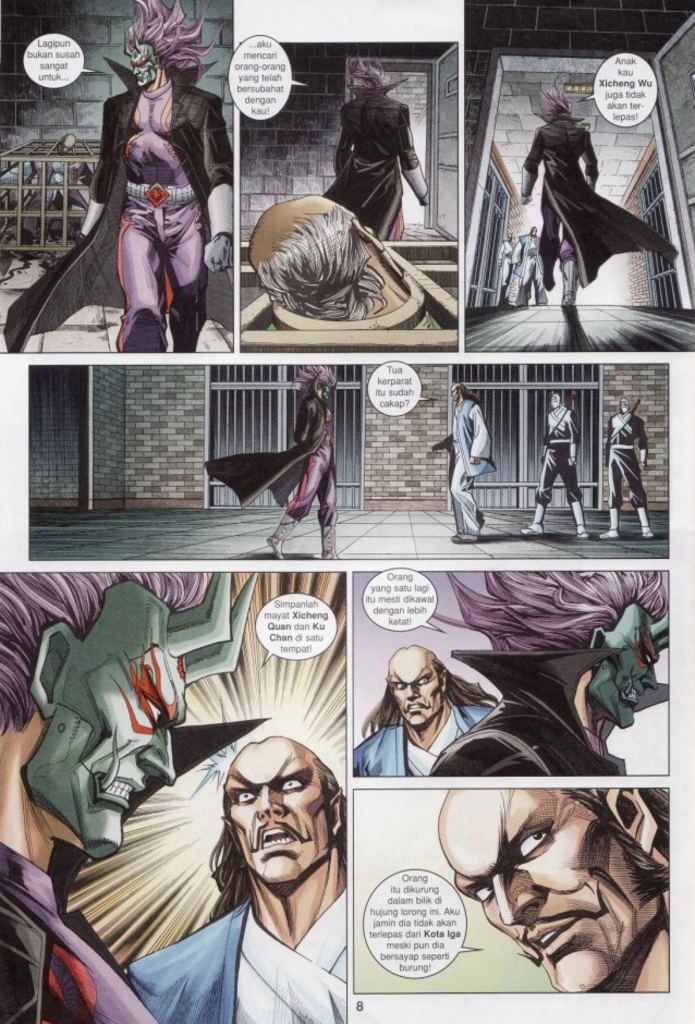 Lagipun
bukan susah
sangat
untuk...
...aku
mencari
orang-orang
yang telah
bersubahat
dengan
kau!
Anak
kau
Xicheng Wu
juga tidak
akan ter-
lepas!
Tua
kerparat
itu sudah
cakap?
Simpanlah
mayat Xicheng
Quan dan Ku
Chan di satu
tempat!
Orang
yang satu lagi
itu mesti dikawal
dengan lebih
ketat!
Orang
itu dikurung
dalam bilik di
hujung lorong ini. Aku
jamin dia tidak akan
terlepas dari Kota Iga
meski pun dia
bersayap seperti
burung!
8